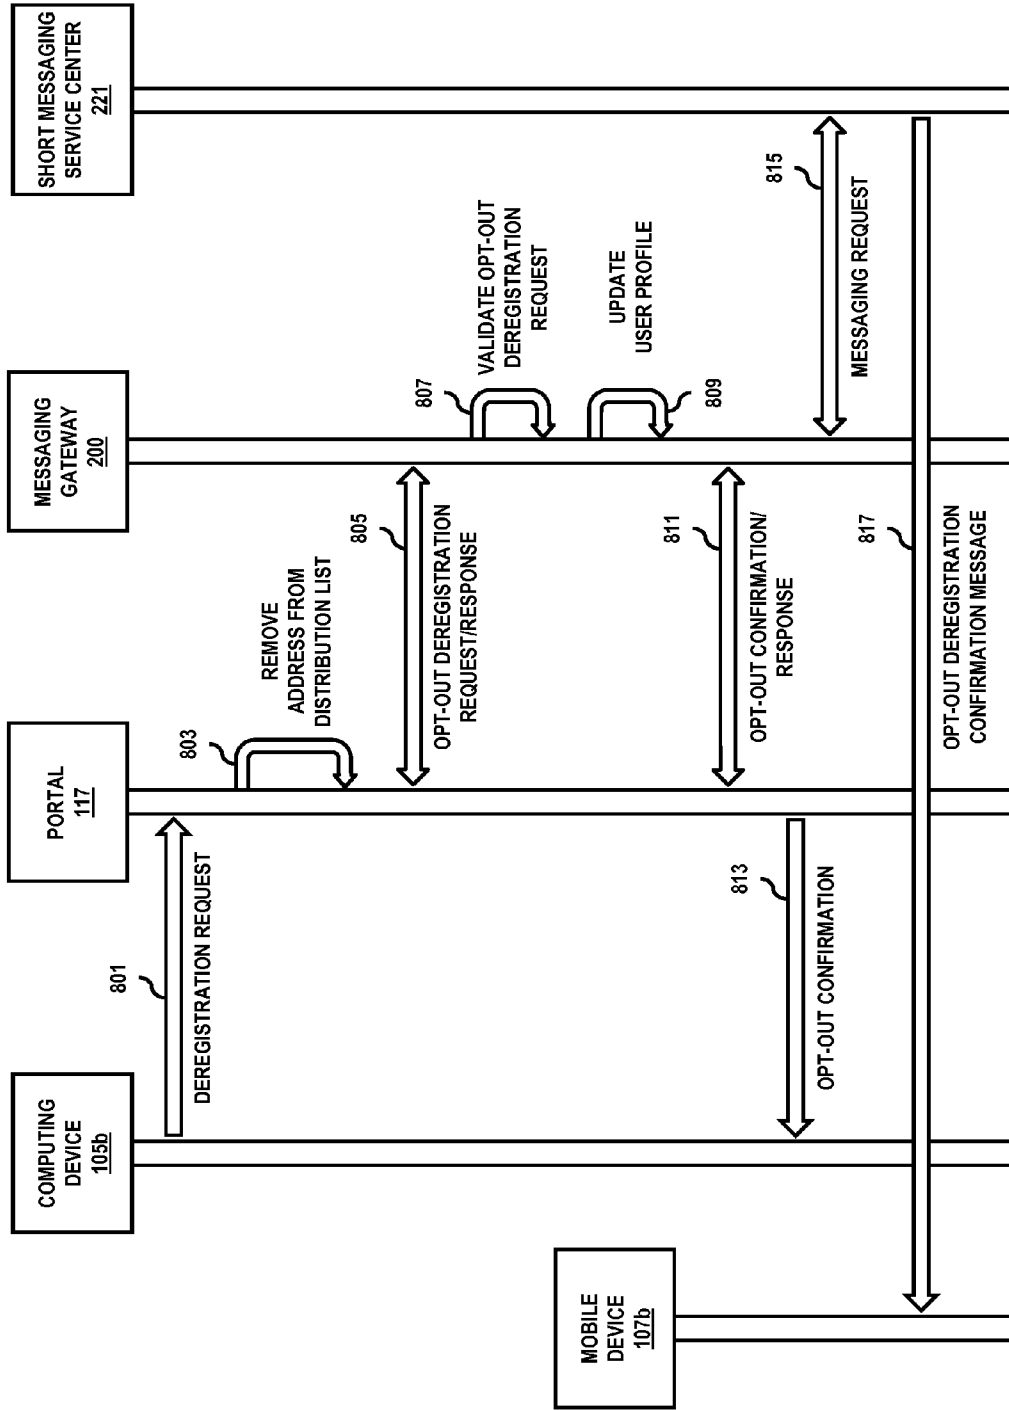 MOBILE
DEVICE
107b
COMPUTING
DEVICE
105b
PORTAL
117
MESSAGING
GATEWAY
200
SHORT MESSAGING
SERVICE CENTER
221
801
DEREGISTRATION REQUEST
803
REMOVE
ADDRESS FROM
DISTRIBUTION LIST
805
OPT-OUT DEREGISTRATION
REQUEST/RESPONSE
807
VALIDATE OPT-OUT
DEREGISTRATION
REQUEST
UPDATE
USER PROFILE
809
811
OPT-OUT CONFIRMATION/
RESPONSE
813
OPT-OUT CONFIRMATION
815
MESSAGING REQUEST
817
OPT-OUT DEREGISTRATION
CONFIRMATION MESSAGE